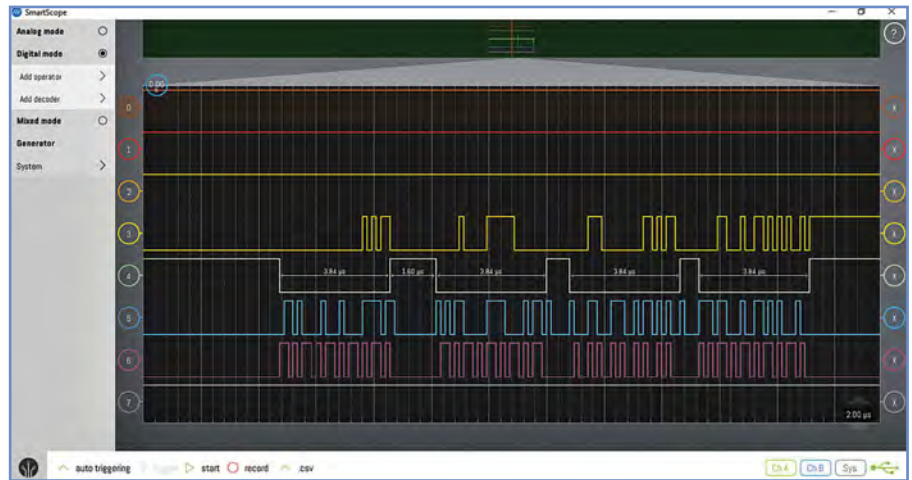 SmartScope
Analog mode
Digital mode
Add operator
Add decoder
Mixed mode
Generator
System
?
0.00
0
1
2
3
4
5
6
7
X
X
X
X
X
X
X
X
3.84 µs 1.60 µs 3.84 µs 3.84 µs 3.84 µs
2.00 µs
auto triggering start record .csv
Ch A Ch B Sys